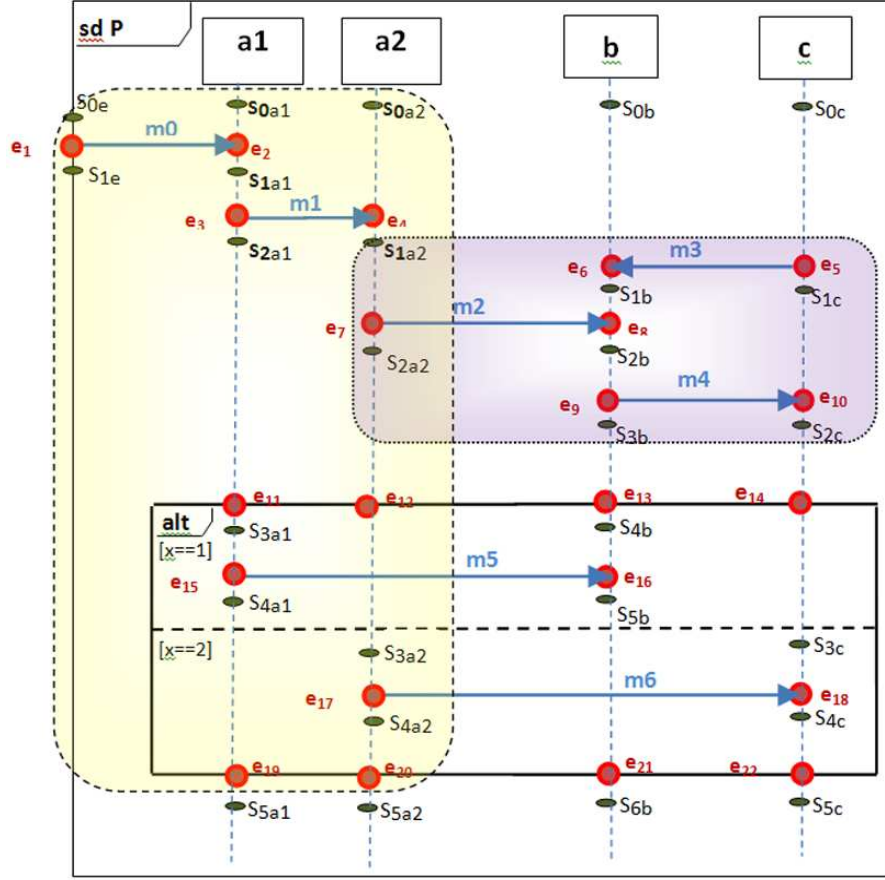 sd P
a1
a2
b
c
S0e
S0a1
S0a2
S0b
S0c
e1
m0
e2
S1e
S1a1
e3
m1
e4
S2a1
S1a2
e6
m3
e5
S1b
S1c
e7
m2
e8
S2a2
S2b
e9
m4
e10
S3b
S2c
e11
e12
e13
e14
alt
S3a1
S4b
[x==1]
m5
e15
e16
S4a1
S5b
[x==2]
S3a2
S3c
m6
e17
e18
S4a2
S4c
e19
e20
e21
e22
S5a1
S5a2
S6b
S5c